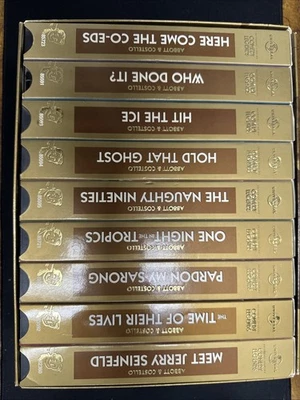 HERE COME THE CO-EDS
ABBOTT & COSTELLO
WHO DONE IT?
ABBOTT & COSTELLO
HIT THE ICE
ABBOTT & COSTELLO
HOLD THAT GHOST
ABBOTT & COSTELLO
THE NAUGHTY NINETIES
ABBOTT & COSTELLO
ONE NIGHT IN THE TROPICS
ABBOTT & COSTELLO
PARDON MY SARONG
ABBOTT & COSTELLO
THE TIME OF THEIR LIVES
ABBOTT & COSTELLO
MEET JERRY SEINFELD
ABBOTT & COSTELLO